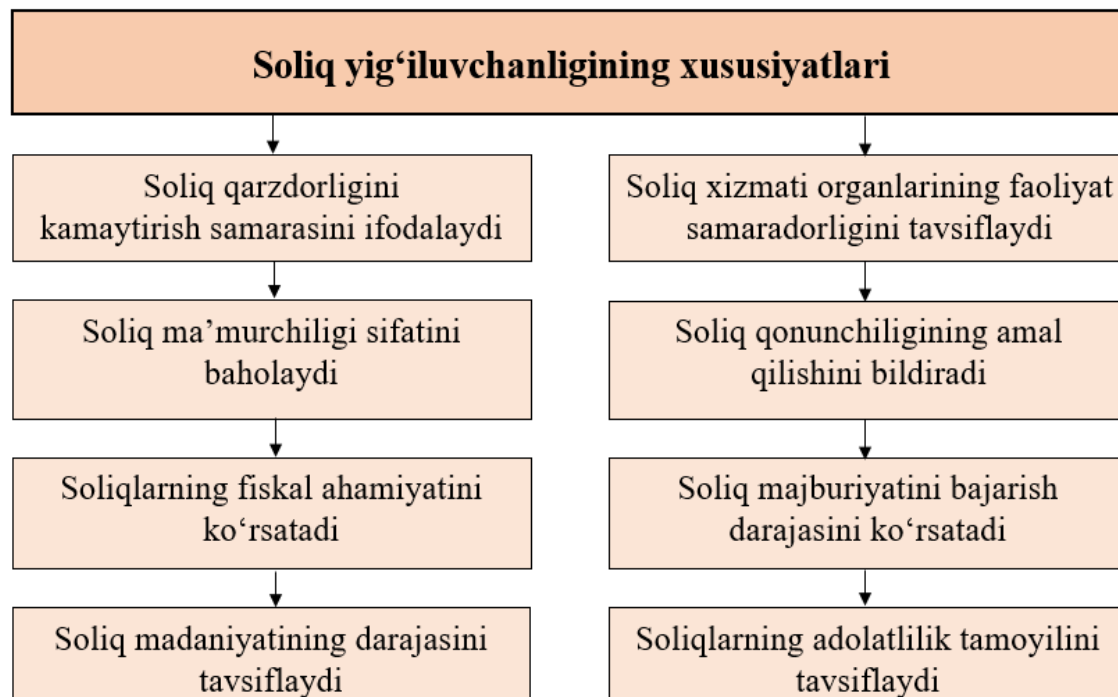 Soliq yig‘iluvchanligining xususiyatlari
Soliq qarzdorligini
kamaytirish samarasini ifodalaydi
Soliq ma’murchiligi sifatini
baholaydi
Soliqlarning fiskal ahamiyatini
ko‘rsatadi
Soliq madaniyatining darajasini
tavsiflaydi
Soliq xizmati organlarining faoliyat
samaradorligini tavsiflaydi
Soliq qonunchiligining amal
qilishini bildiradi
Soliq majburiyatini bajarish
darajasini ko‘rsatadi
Soliqlarning adolatlilik tamoyilini
tavsiflaydi